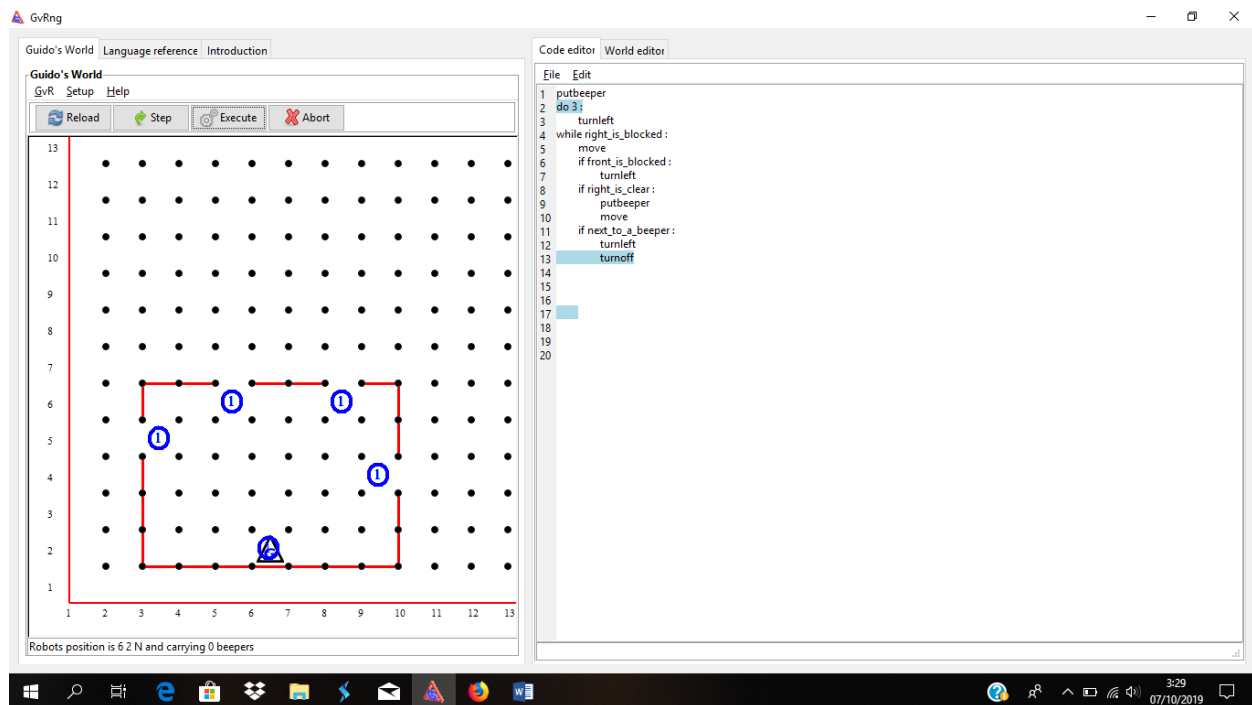 GvRng
Guido's World Language reference Introduction
Guido's World
GvR Setup Help
Reload Step Execute Abort
13
12
11
10
9
8
7
6
5
4
3
2
1
1 2 3 4 5 6 7 8 9 10 11 12 13
1 1
1
1
G
Robots position is 6 2 N and carrying 0 beepers
Code editor World editor
File Edit
1 putbeeper
2 do 3 :
3 turnleft
4 while right_is_blocked :
5 move
6 if front_is_blocked :
7 turnleft
8 if right_is_clear :
9 putbeeper
10 move
11 if next_to_a_beeper :
12 turnleft
13 turnoff
14
15
16
17
18
19
20
3:29
07/10/2019